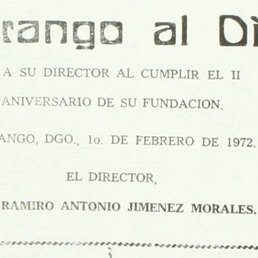 rango al Dí
A SU DIRECTOR AL CUMPLIR EL II
ANIVERSARIO DE SU FUNDACION.
ANGO, DGO., 1o. DE FEBRERO DE 1972.
EL DIRECTOR,
RAMIRO ANTONIO JIMENEZ MORALES.